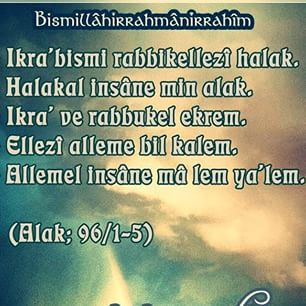 Bismillâhirrahmânirrahîm
Ikra'bismi rabbikellezî halak.
Halakal insâne min alak.
Ikra' ve rabbukel ekrem.
Ellezî alleme bil kalem.
Allemel insâne mâ lem ya'lem.
(Alak; 96/1-5)